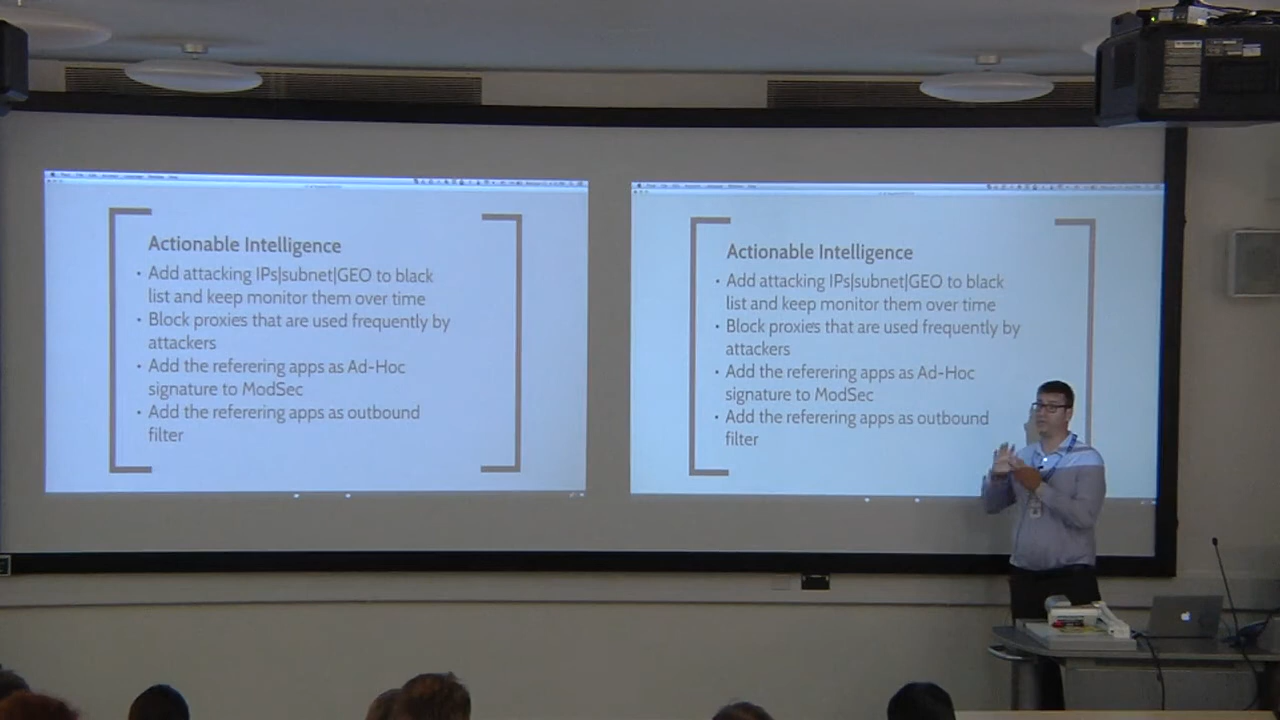 Actionable Intelligence
• Add attacking IPs|subnet|GEO to black
list and keep monitor them over time
• Block proxies that are used frequently by
attackers
• Add the referering apps as Ad-Hoc
signature to ModSec
• Add the referering apps as outbound
filter
Actionable Intelligence
• Add attacking IPs|subnet|GEO to black
list and keep monitor them over time
• Block proxies that are used frequently by
attackers
• Add the referering apps as Ad-Hoc
signature to ModSec
• Add the referering apps as outbound
filter